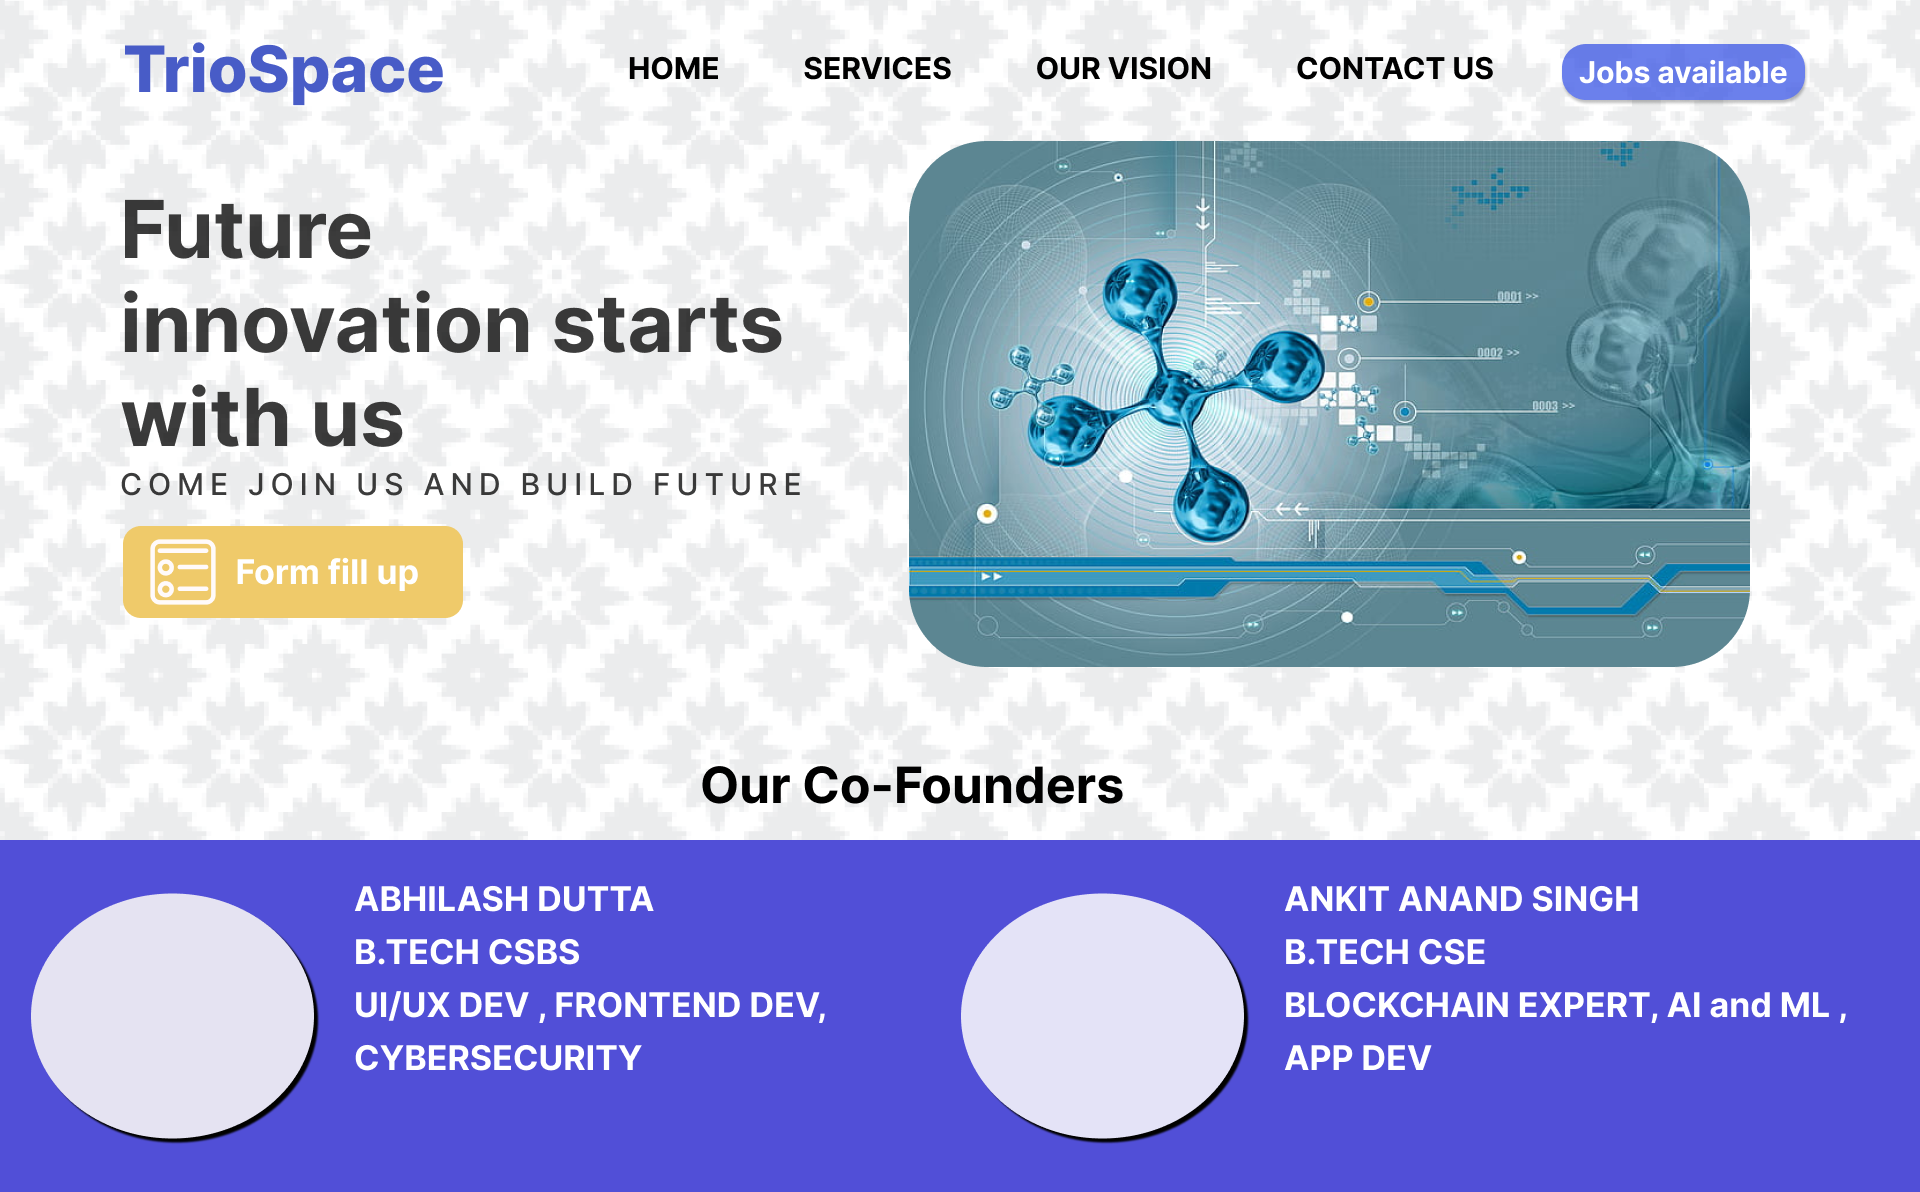 TrioSpace
HOME
SERVICES
OUR VISION
CONTACT US
Jobs available
Future
innovation starts
with us
COME JOIN US AND BUILD FUTURE
Form fill up
0001 >>
0002 >>
0003 >>
Our Co-Founders
ABHILASH DUTTA
B.TECH CSBS
UI/UX DEV , FRONTEND DEV,
CYBERSECURITY
ANKIT ANAND SINGH
B.TECH CSE
BLOCKCHAIN EXPERT, AI and ML ,
APP DEV